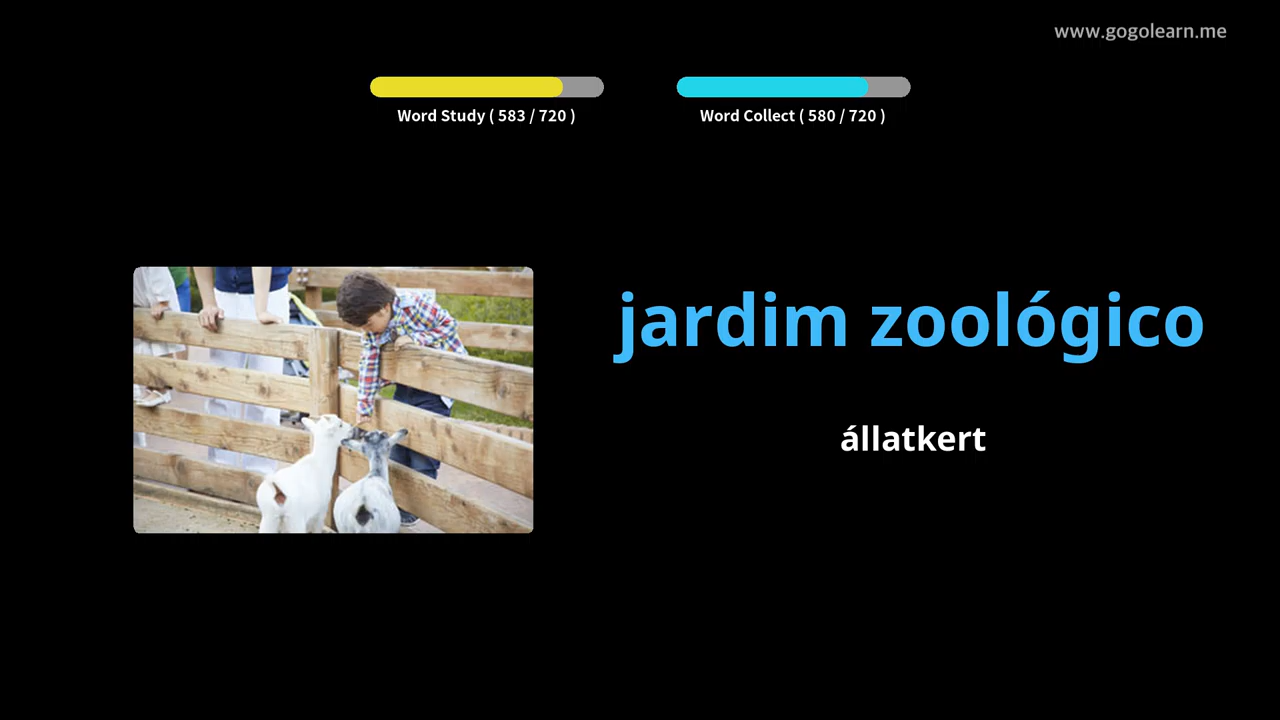 www.gogolearn.me
Word Study ( 583 / 720 )
Word Collect ( 580 / 720 )
jardim zoológico
állatkert